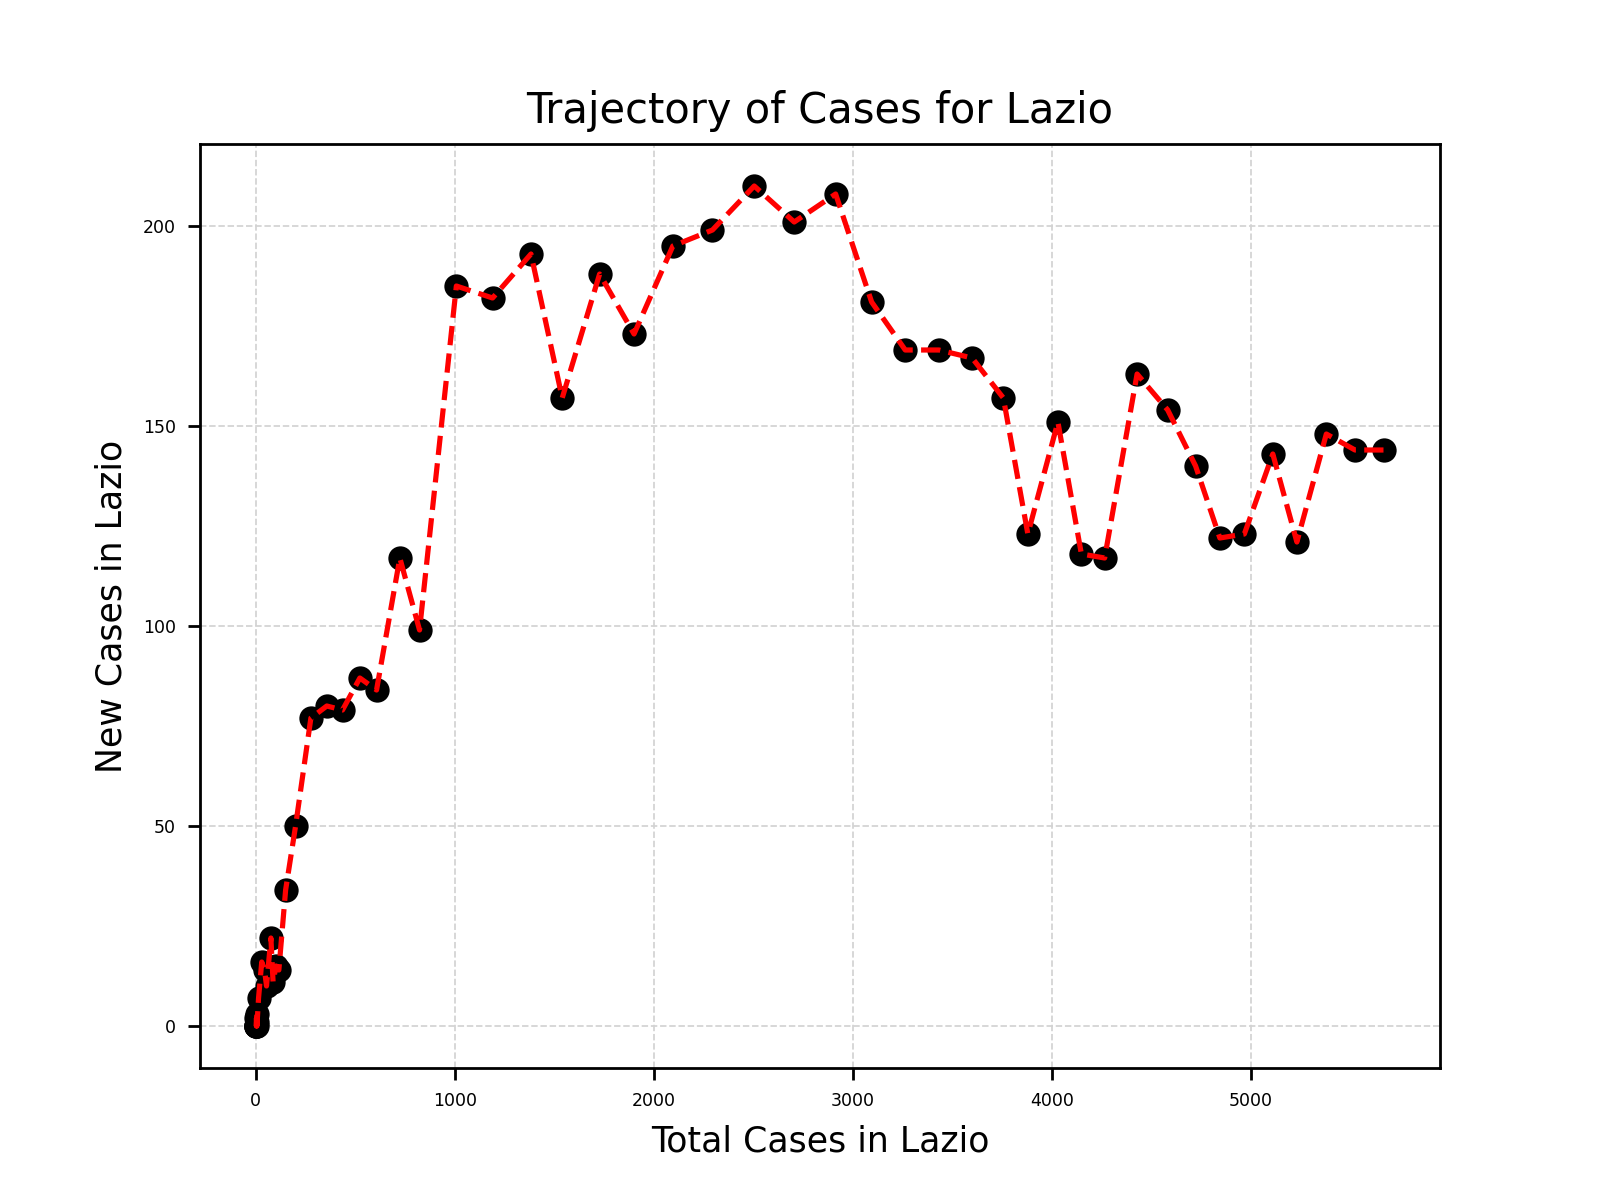 Trajectory of Cases for Lazio
New Cases in Lazio
200
150
100
50
0
0 1000 2000 3000 4000 5000
Total Cases in Lazio